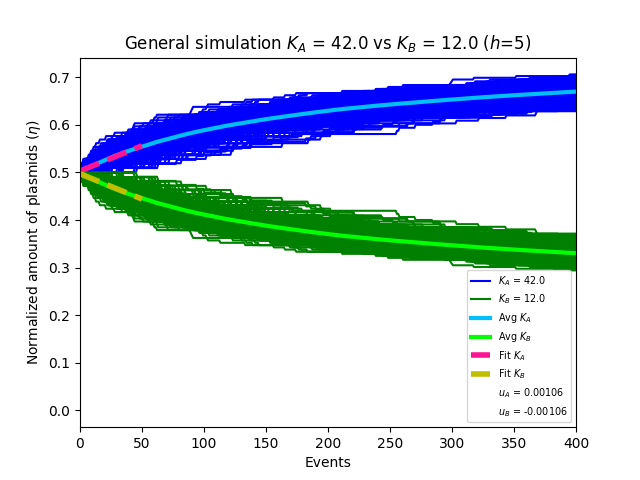 General simulation K_A = 42.0 vs K_B = 12.0 (h=5)
Normalized amount of plasmids (η)
0.7
0.6
0.5
0.4
0.3
0.2
0.1
0.0
K_A = 42.0
K_B = 12.0
Avg K_A
Avg K_B
Fit K_A
Fit K_B
u_A = 0.00106
u_B = -0.00106
0 50 100 150 200 250 300 350 400
Events